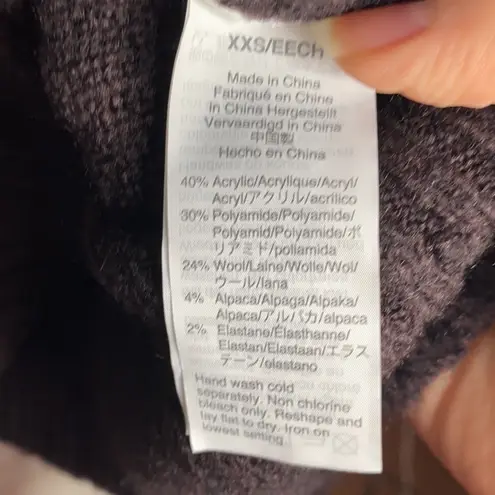 XXS/EECH
Made in China
Fabriqué en Chine
In China Hergestellt
Vervaardigd in China
中国製
Hecho en China
40% Acrylic/Acrylique/Acryl/
Acryl/アクリル/acrílico
30% Polyamide/Polyamide/
Polyamid/Polyamide/ポ
リアミド/poliamida
24% Wool/Laine/Wolle/Wol/
ウール/lana
4% Alpaca/Alpaga/Alpaka/
Alpaca/アルパカ/alpaca
2% Elastane/Élasthanne/
Elastan/Elastaan/エラス
テーン/elastano
Hand wash cold
separately. Non chlorine
bleach only. Reshape and
lay flat to dry. Iron on
lowest setting